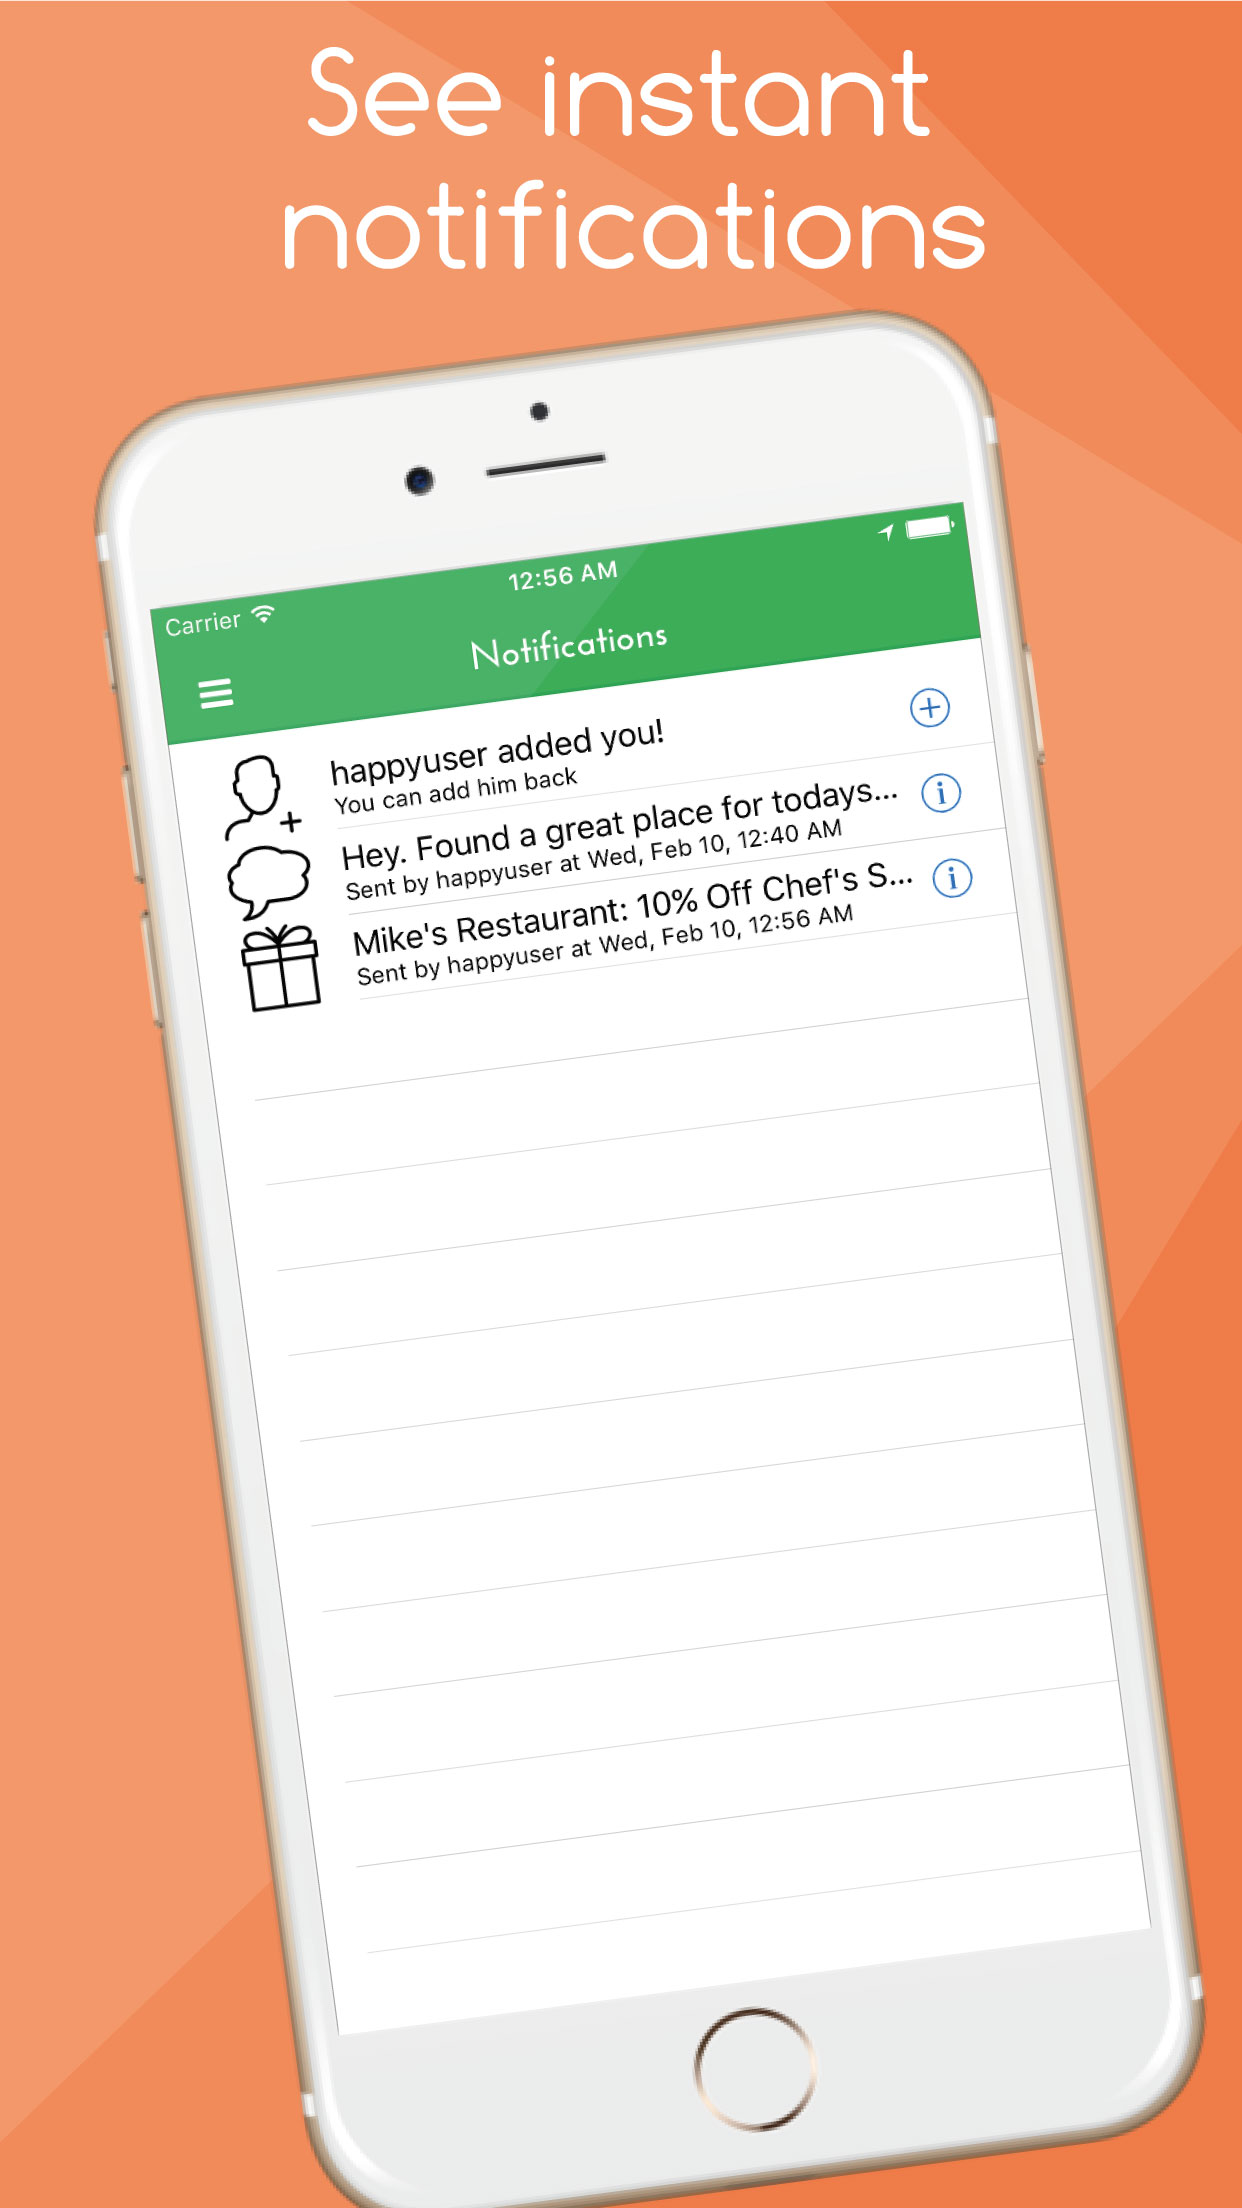 See instant
notifications
Carrier
12:56 AM
Notifications
happyuser added you!
You can add him back
Hey. Found a great place for todays...
Sent by happyuser at Wed, Feb 10, 12:40 AM
Mike's Restaurant: 10% Off Chef's S...
Sent by happyuser at Wed, Feb 10, 12:56 AM